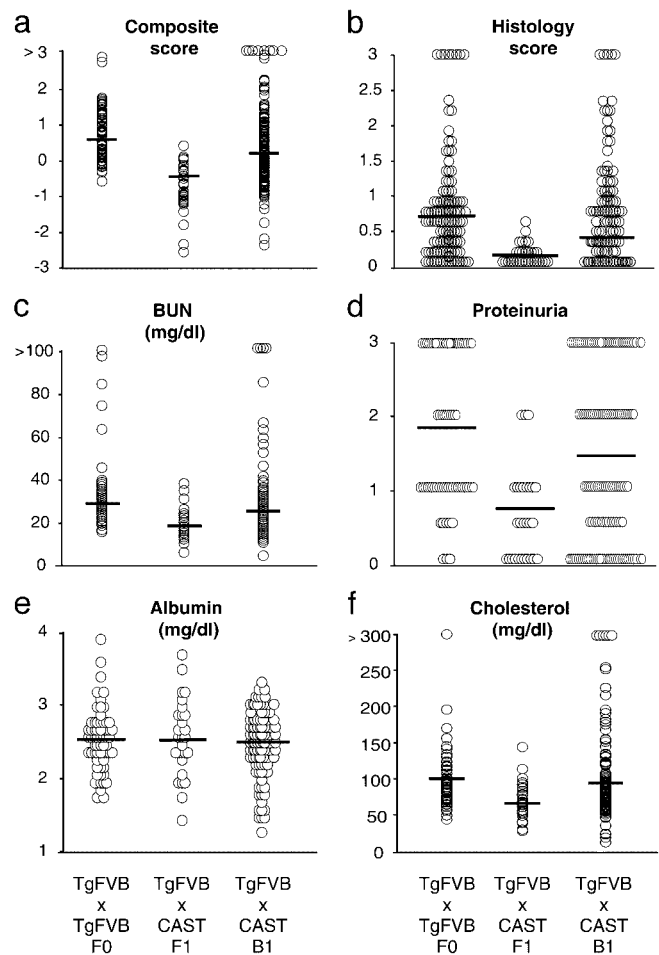 a
Composite
score
> 3
2
1
0
-1
-2
-3
b
Histology
score
3
2.5
2
1.5
1
0.5
0
c
BUN
(mg/dl)
>100
80
60
40
20
0
d
Proteinuria
3
2
1
0
e
Albumin
(mg/dl)
4
3
2
1
TgFVB
x
TgFVB
F0
TgFVB
x
CAST
F1
TgFVB
x
CAST
B1
f
Cholesterol
(mg/dl)
> 300
200
150
100
50
0
TgFVB
x
TgFVB
F0
TgFVB
x
CAST
F1
TgFVB
x
CAST
B1